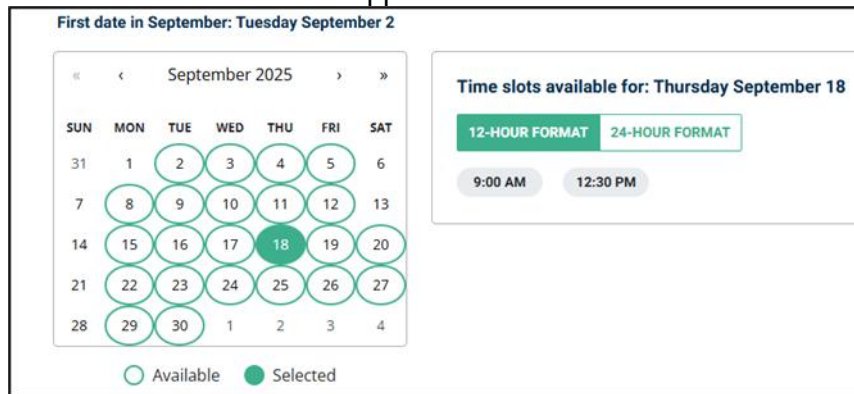 First date in September: Tuesday September 2
« ‹ September 2025 › »
SUN MON TUE WED THU FRI SAT
31 1 2 3 4 5 6
7 8 9 10 11 12 13
14 15 16 17 18 19 20
21 22 23 24 25 26 27
28 29 30 1 2 3 4
Available Selected
Time slots available for: Thursday September 18
12-HOUR FORMAT 24-HOUR FORMAT
9:00 AM 12:30 PM